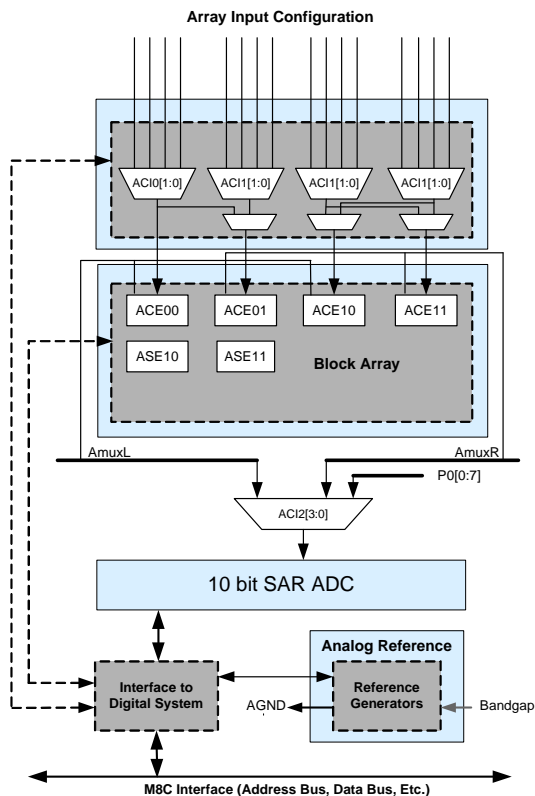 Array Input Configuration
ACI0[1:0] ACI1[1:0] ACI1[1:0] ACI1[1:0]
ACE00 ACE01 ACE10 ACE11
ASE10 ASE11
Block Array
AmuxL AmuxR
P0[0:7]
ACI2[3:0]
10 bit SAR ADC
Analog Reference
Interface to
Digital System
AGND
Reference
Generators
Bandgap
M8C Interface (Address Bus, Data Bus, Etc.)